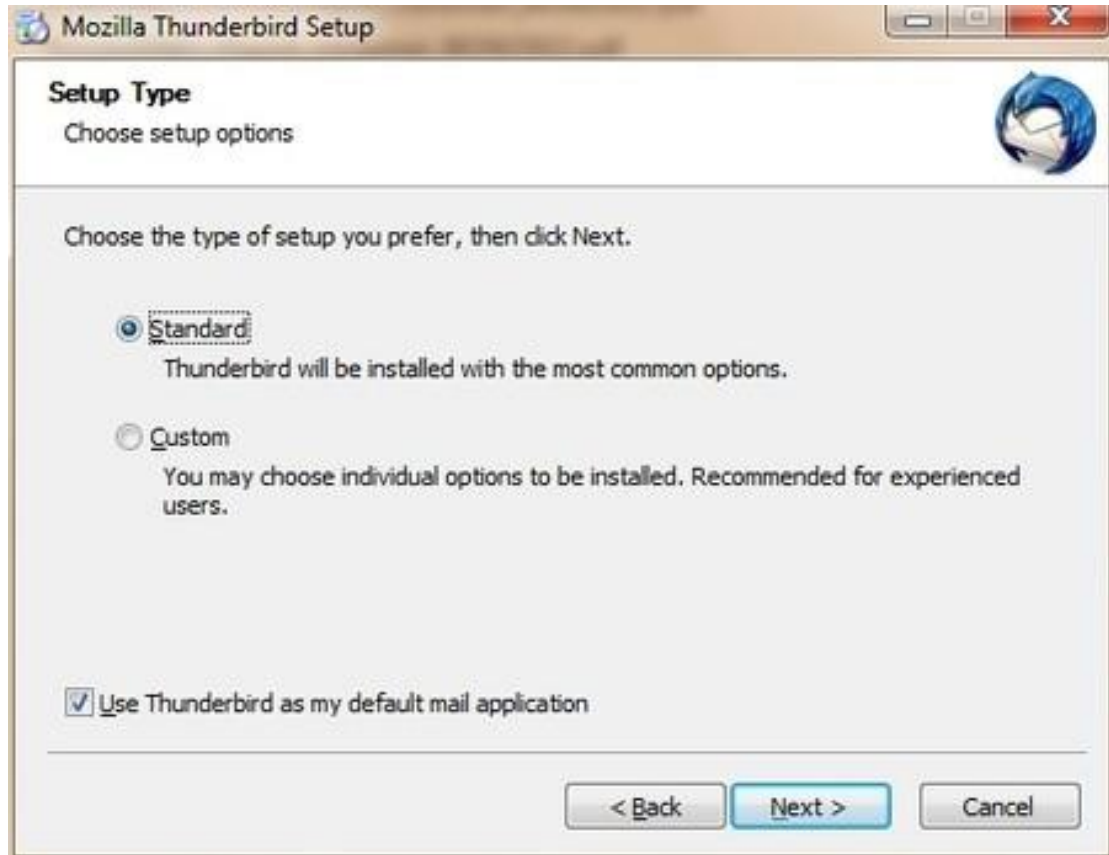 Mozilla Thunderbird Setup
Setup Type
Choose setup options
Choose the type of setup you prefer, then click Next.
Standard
Thunderbird will be installed with the most common options.
Custom
You may choose individual options to be installed. Recommended for experienced
users.
Use Thunderbird as my default mail application
< Back
Next >
Cancel